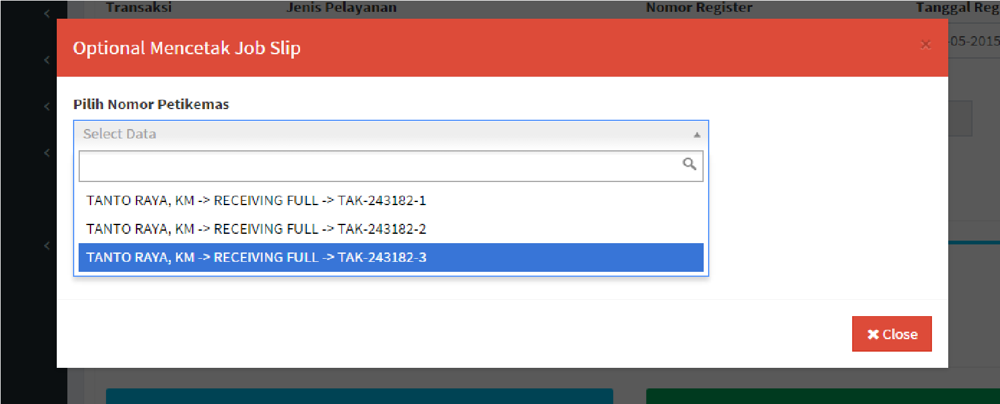 Transaksi Jenis Pelayanan Nomor Register Tanggal Reg
Optional Mencetak Job Slip
-05-2015
Pilih Nomor Petikemas
Select Data
TANTO RAYA, KM -> RECEIVING FULL -> TAK-243182-1
TANTO RAYA, KM -> RECEIVING FULL -> TAK-243182-2
TANTO RAYA, KM -> RECEIVING FULL -> TAK-243182-3
Close